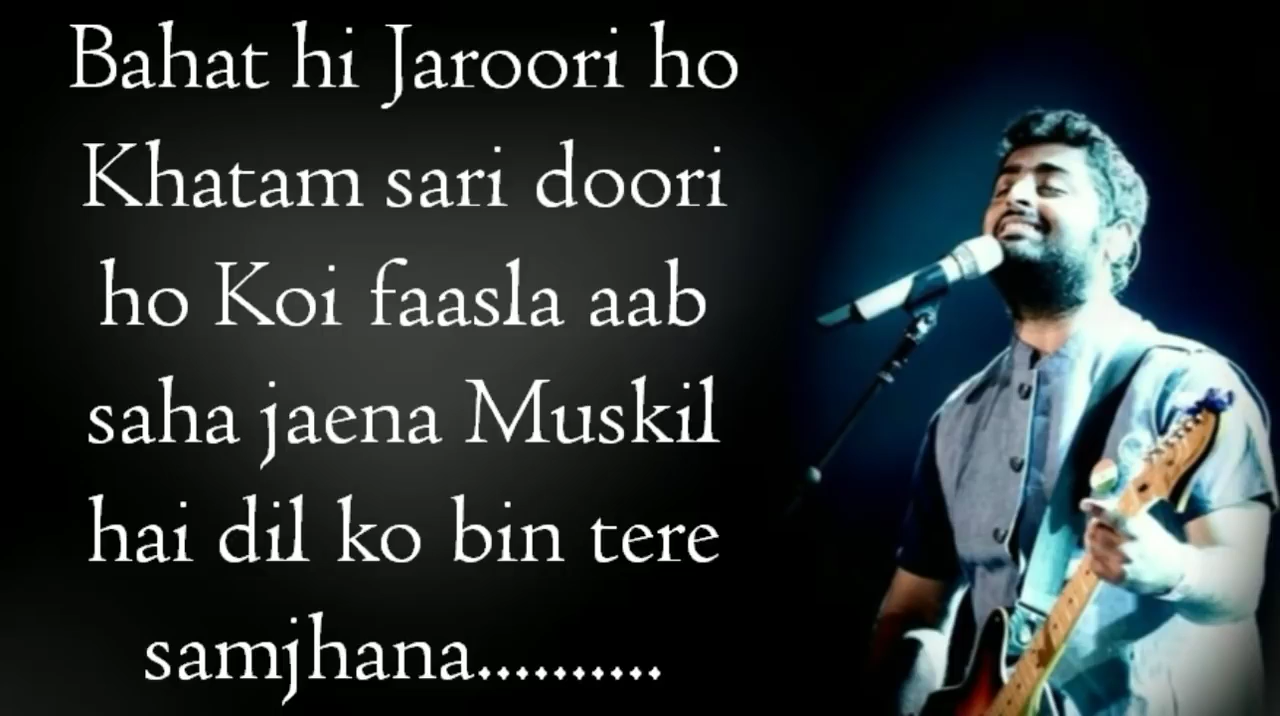 Bahat hi Jaroori ho
Khatam sari doori
ho Koi faasla aab
saha jaena Muskil
hai dil ko bin tere
samjhana..........